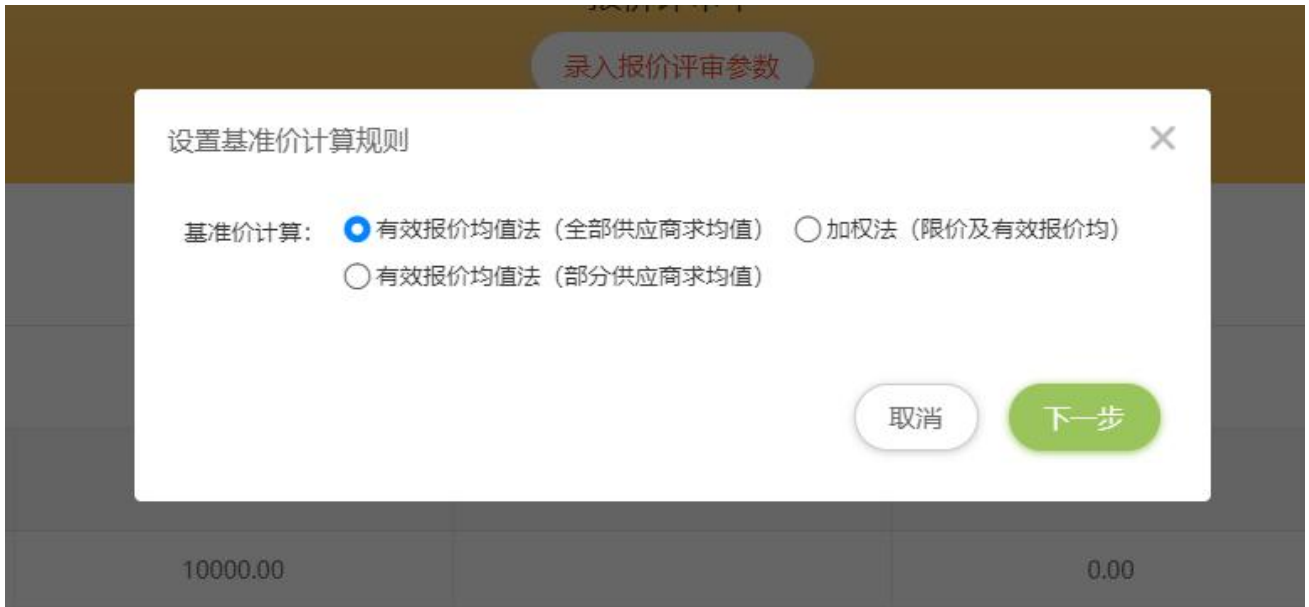 录入报价评审参数
设置基准价计算规则
基准价计算： 有效报价均值法（全部供应商求均值） 加权法（限价及有效报价均）
有效报价均值法（部分供应商求均值）
取消 下一步
10000.00 0.00